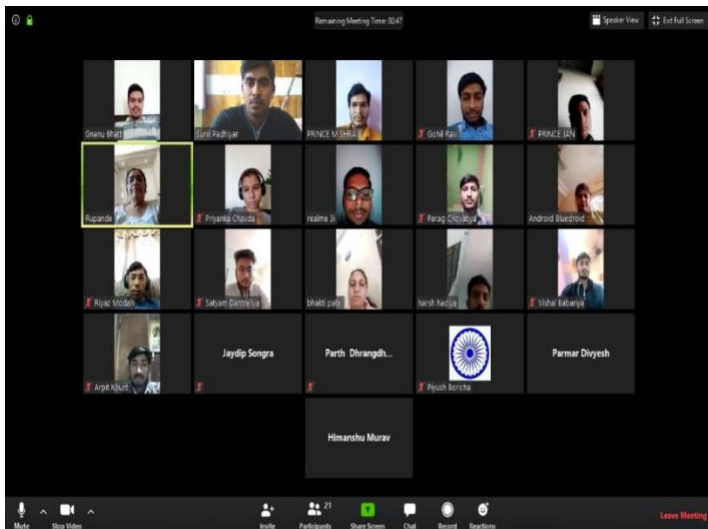 Remaining Meeting Time: 02:47
Speaker View
Exit Full Screen
Gnanu Bhatt
Sunil Padhiyar
PRINCE MISHRA
Gohil Ravi
PRINCE JANI
Rupande
Priyanka Chavda
realme 3i
Parag Chovatiya
Android Bluedroid
Riyaz Modan
Satyam Dantreliya
bhakti pats
harsh hadiya
Vishal Babariya
Arpit Khunt
Jaydip Songra
Parth Dhrangdh...
Piyush Boricha
Parmar Divyesh
Himanshu Murav
21
Mute
Stop Video
Invite
Participants
Share Screen
Chat
Record
Reactions
Leave Meeting